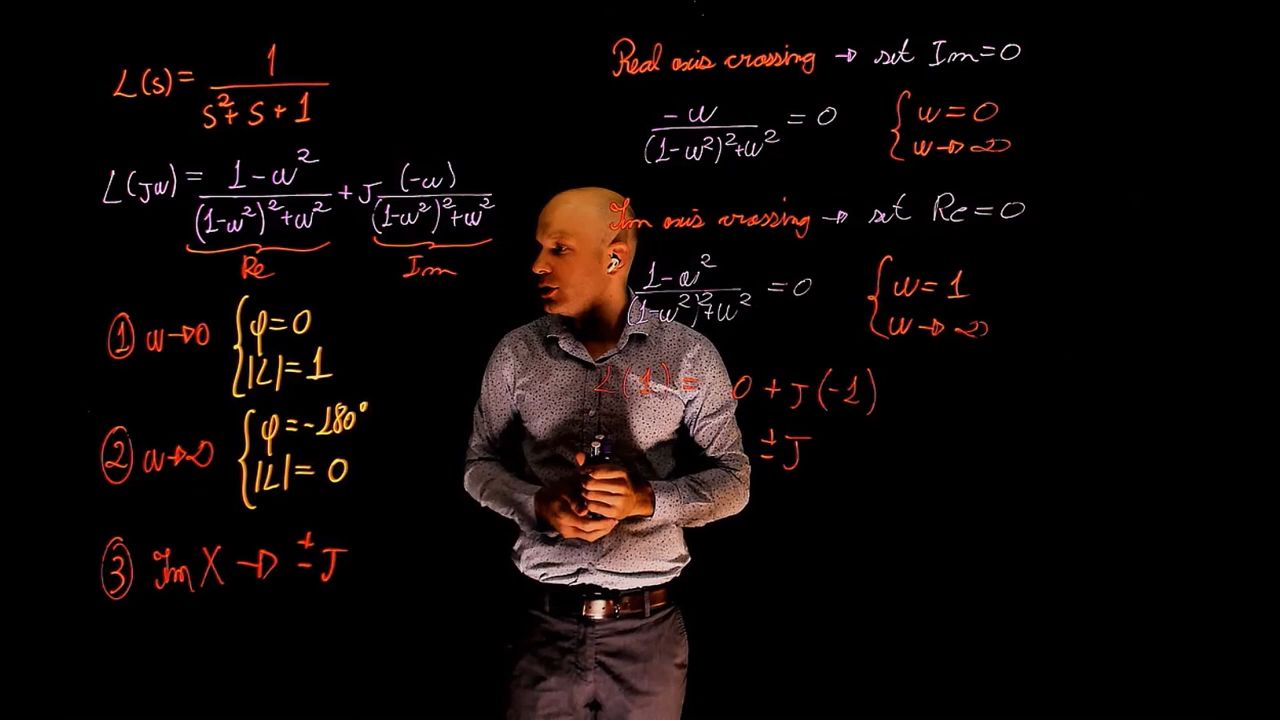 L(s) = 1 / (s² + s + 1)
L(jω) = (1-ω²) / ((1-ω²)²+ω²) + j (-ω) / ((1-ω²)²+ω²)
Re Im
① ω→0 { φ=0
|L|=1
② ω→∞ { φ=-180°
|L|= 0
③ Im X → ±j
Real axis crossing → set Im=0
-ω / ((1-ω²)²+ω²) = 0 { ω=0
ω→∞
Im axis crossing → set Re=0
(1-ω²) / ((1-ω²)²+ω²) = 0 { ω=1
ω→∞
L(1) = 0 + j(-1)
±j